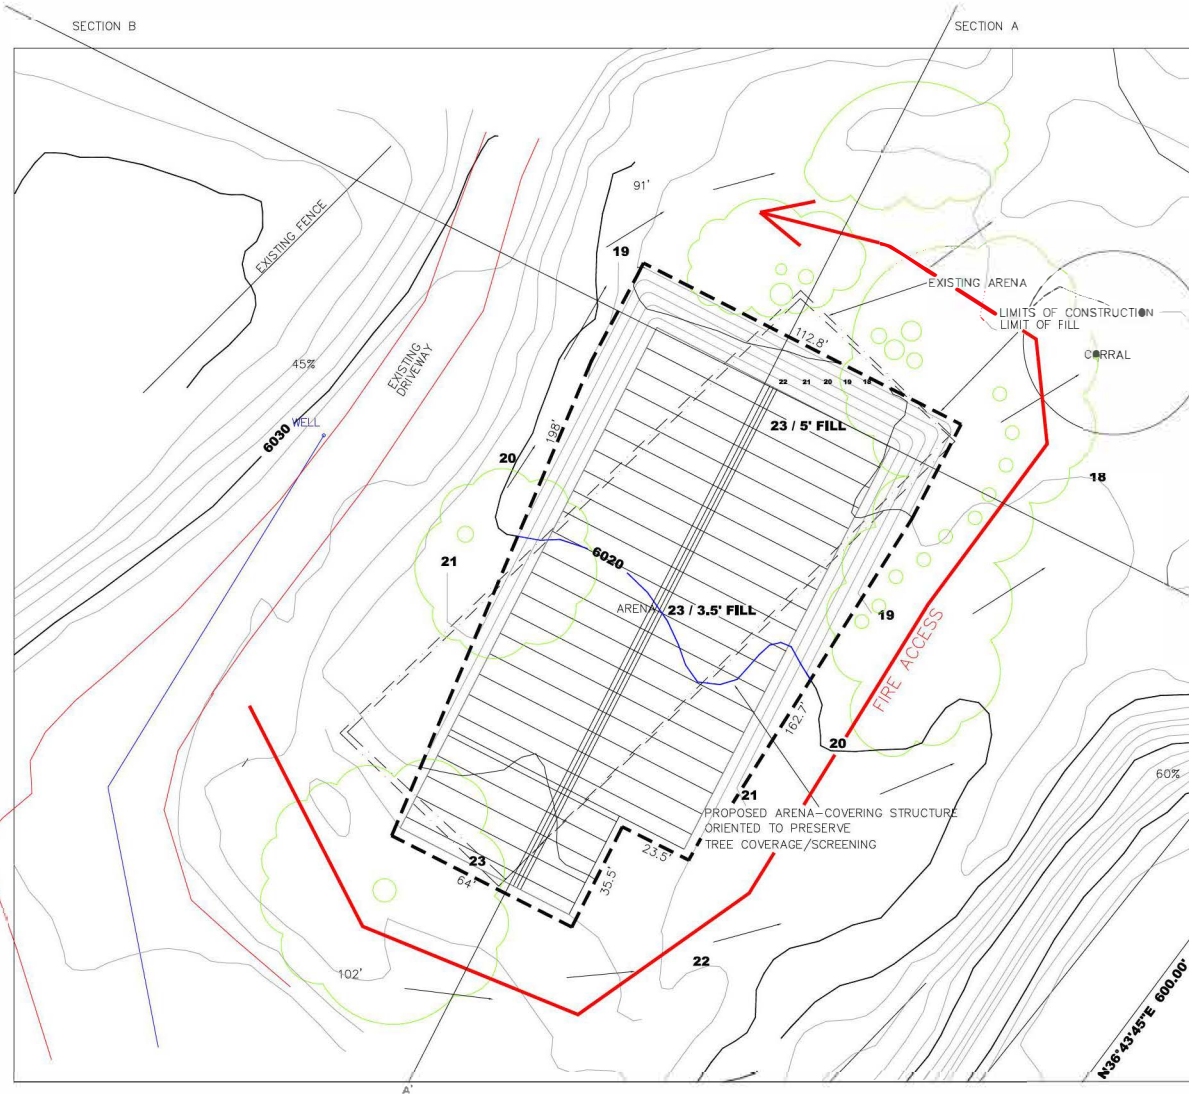 SECTION B
SECTION A
91'
EXISTING FENCE
19
EXISTING ARENA
LIMITS OF CONSTRUCTION
LIMIT OF FILL
112.8'
CORRAL
45%
EXISTING
DRIVEWAY
22 21 20 19 18
6030
WELL
198'
23 / 5' FILL
20
18
21
6020
ARENA
23 / 3.5' FILL
19
FIRE ACCESS
162.7'
20
60%
21
PROPOSED ARENA-COVERING STRUCTURE
ORIENTED TO PRESERVE
TREE COVERAGE/SCREENING
23.5'
23
64'
35.5'
22
102'
N36°43'45"E 600.00'
A'